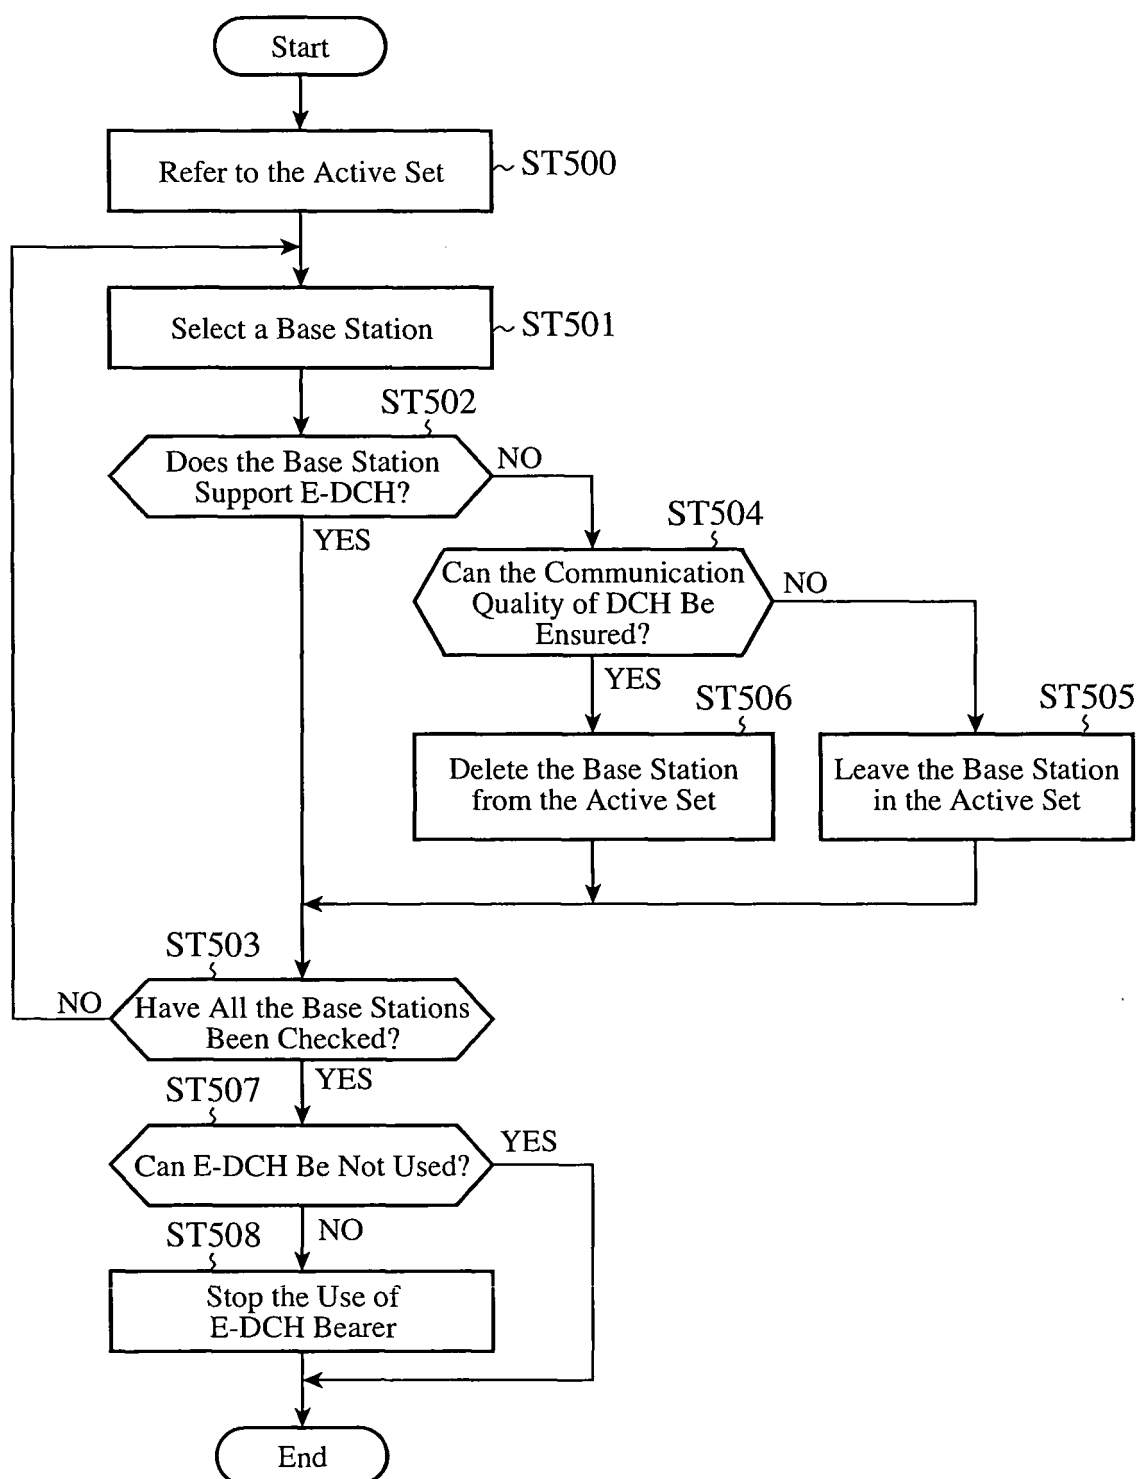 Start
Refer to the Active Set
ST500
Select a Base Station
ST501
ST502
Does the Base Station
Support E-DCH?
NO
YES
ST504
Can the Communication
Quality of DCH Be
Ensured?
NO
YES
ST506
Delete the Base Station
from the Active Set
ST505
Leave the Base Station
in the Active Set
ST503
Have All the Base Stations
Been Checked?
NO
YES
ST507
Can E-DCH Be Not Used?
YES
NO
ST508
Stop the Use of
E-DCH Bearer
End